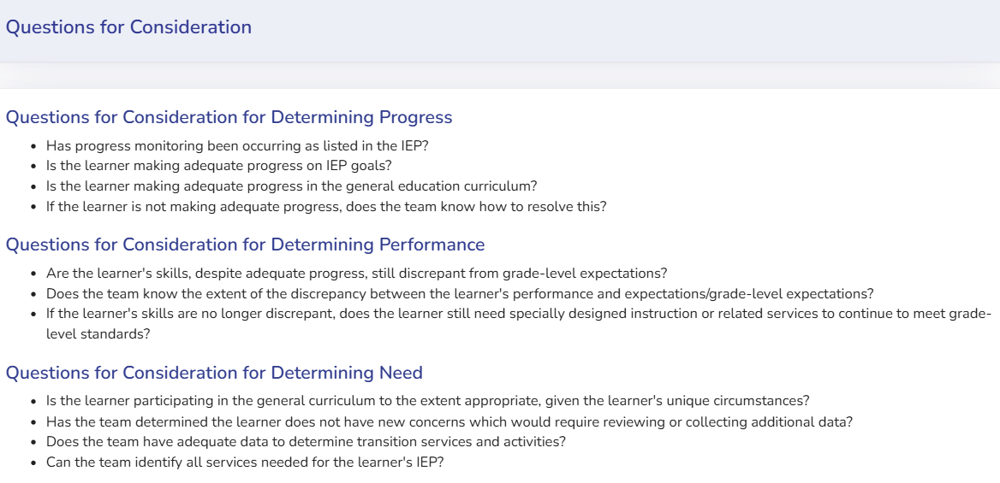 Questions for Consideration
Questions for Consideration for Determining Progress
• Has progress monitoring been occurring as listed in the IEP?
• Is the learner making adequate progress on IEP goals?
• Is the learner making adequate progress in the general education curriculum?
• If the learner is not making adequate progress, does the team know how to resolve this?
Questions for Consideration for Determining Performance
• Are the learner's skills, despite adequate progress, still discrepant from grade-level expectations?
• Does the team know the extent of the discrepancy between the learner's performance and expectations/grade-level expectations?
• If the learner's skills are no longer discrepant, does the learner still need specially designed instruction or related services to continue to meet grade-
level standards?
Questions for Consideration for Determining Need
• Is the learner participating in the general curriculum to the extent appropriate, given the learner's unique circumstances?
• Has the team determined the learner does not have new concerns which would require reviewing or collecting additional data?
• Does the team have adequate data to determine transition services and activities?
• Can the team identify all services needed for the learner's IEP?